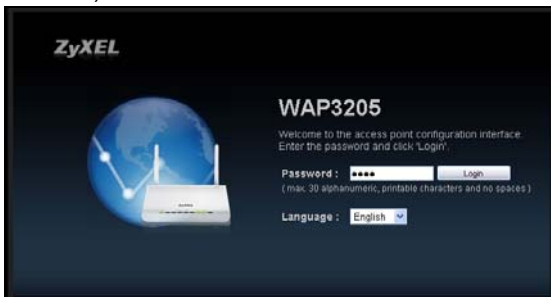 ZyXEL
WAP3205
Welcome to the access point configuration interface.
Enter the password and click 'Login'.
Password : •••• Login
( max. 30 alphanumeric, printable characters and no spaces )
Language : English